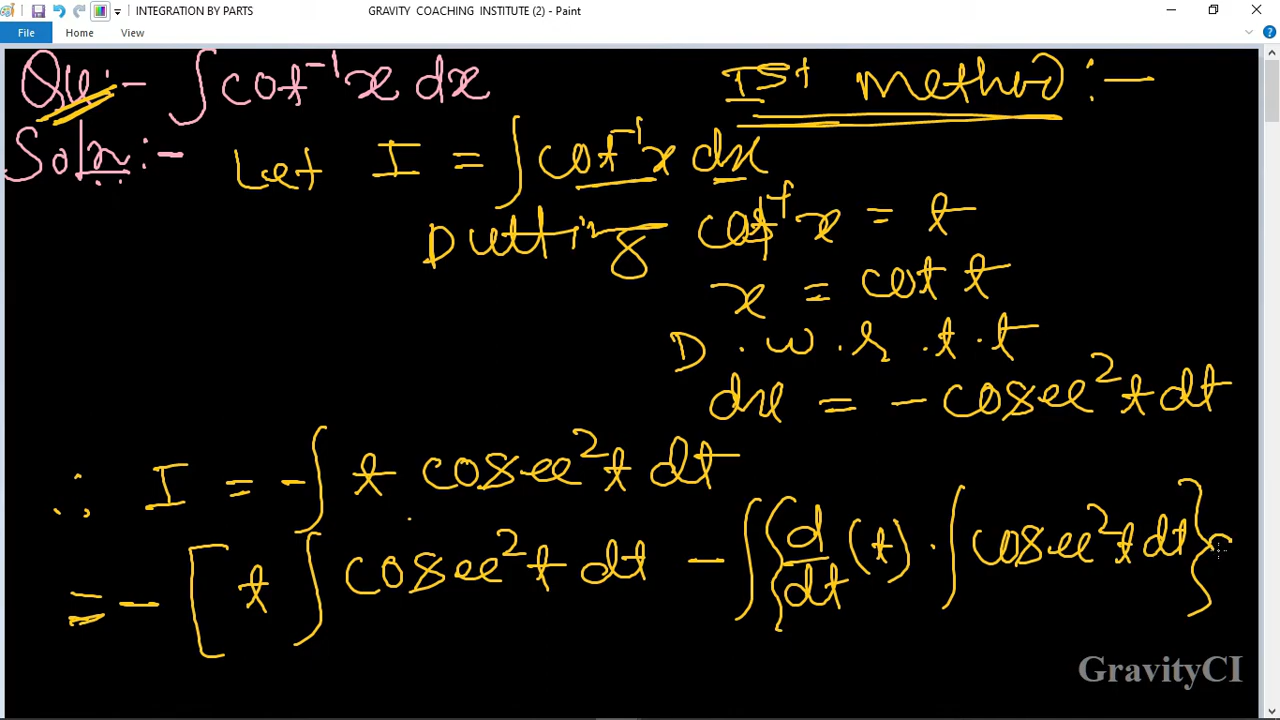 INTEGRATION BY PARTS GRAVITY COACHING INSTITUTE (2) - Paint
File Home View
Qu:- ∫cot⁻¹x dx Ist method:-
Soln:- Let I = ∫cot⁻¹x dx
Putting cot⁻¹x = t
x = cot t
D.w.r.t.t
dx = -cosec²t dt
∴ I = -∫ t cosec²t dt
= -[t∫cosec²t dt - ∫{d/dt (t)·∫cosec²t dt}
GravityCI